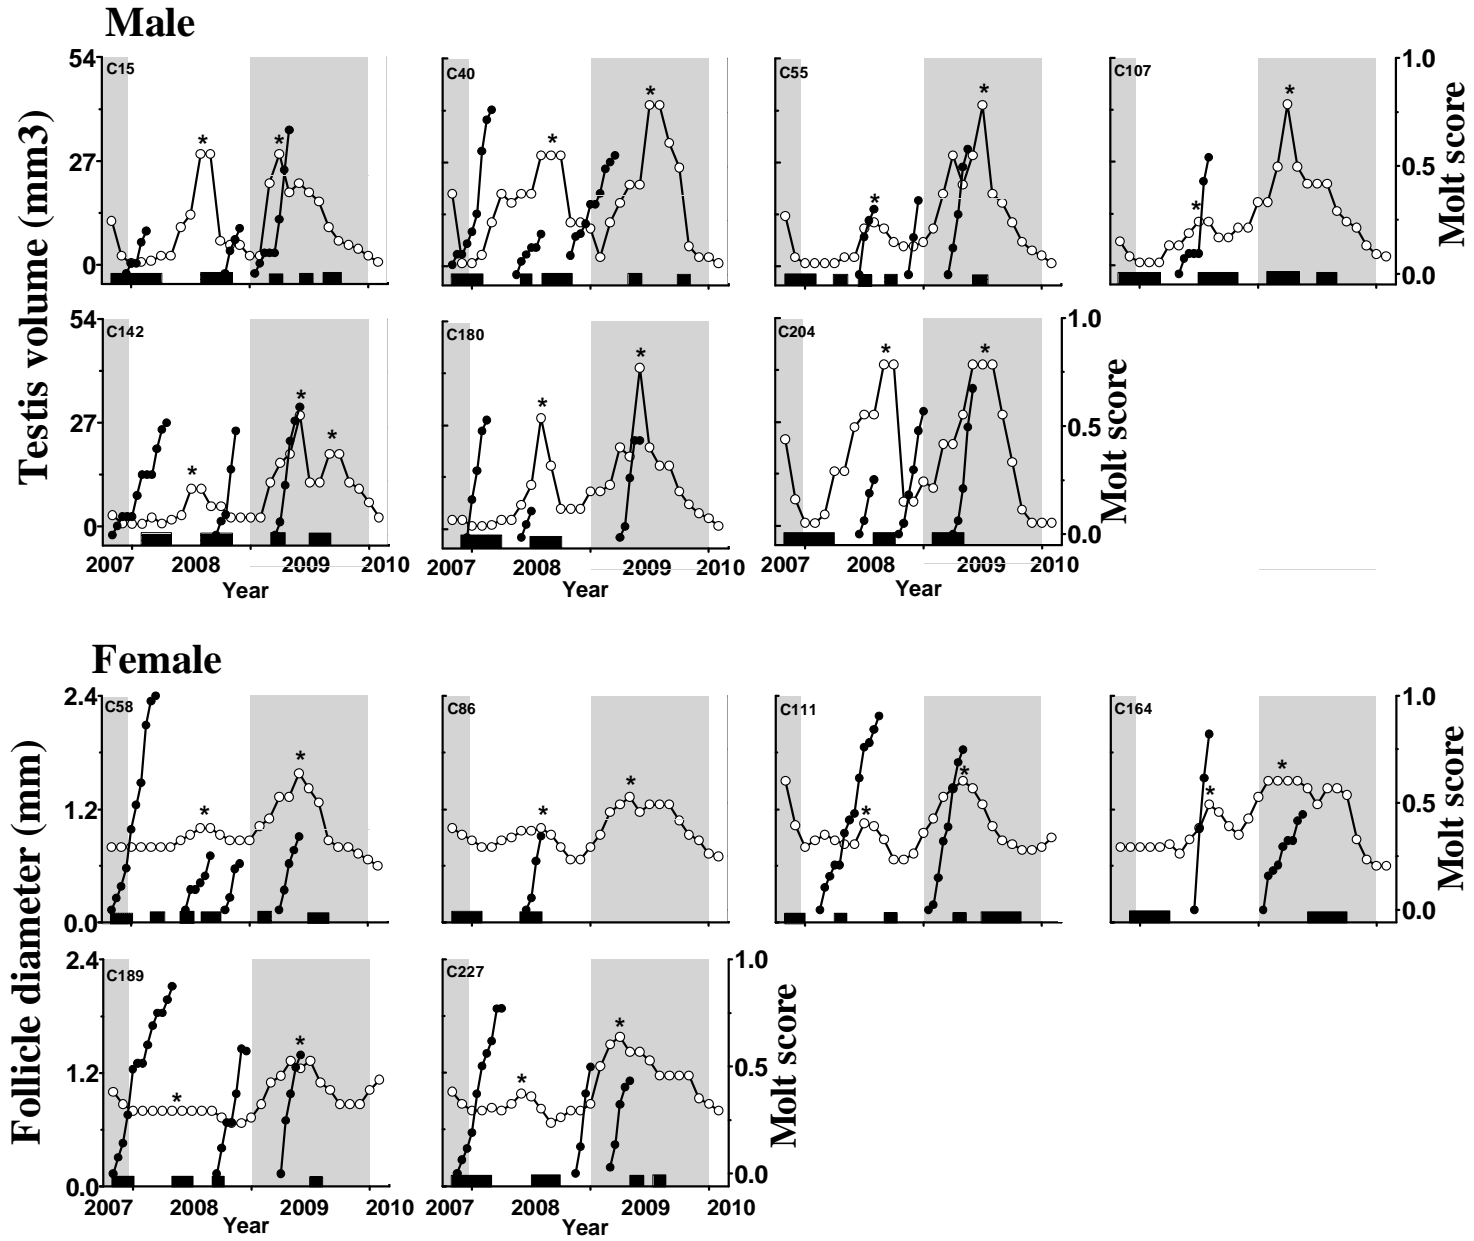 Male
Testis volume (mm3)
54
27
0
C15
C40
C55
C107
* *
* *
* *
* *
1.0
0.5
0.0
Molt score
54
27
0
C142
C180
C204
* * *
* *
* *
1.0
0.5
0.0
Molt score
2007 2008 2009 2010
Year
2007 2008 2009 2010
Year
2007 2008 2009 2010
Year
Female
Follicle diameter (mm)
2.4
1.2
0.0
C58
C86
C111
C164
* *
* *
* *
* *
1.0
0.5
0.0
Molt score
2.4
1.2
0.0
C189
C227
* *
* *
1.0
0.5
0.0
Molt score
2007 2008 2009 2010
Year
2007 2008 2009 2010
Year